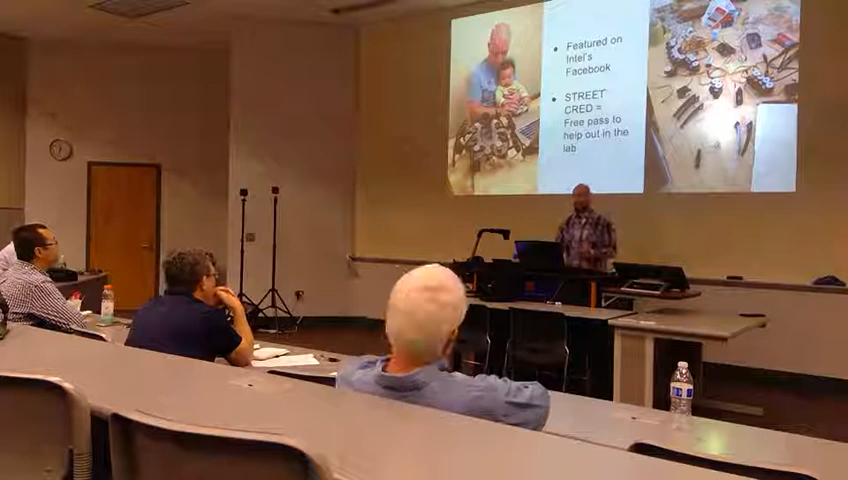 Featured on
Intel's
Facebook
STREET
CRED =
Free pass to
help out in the
lab